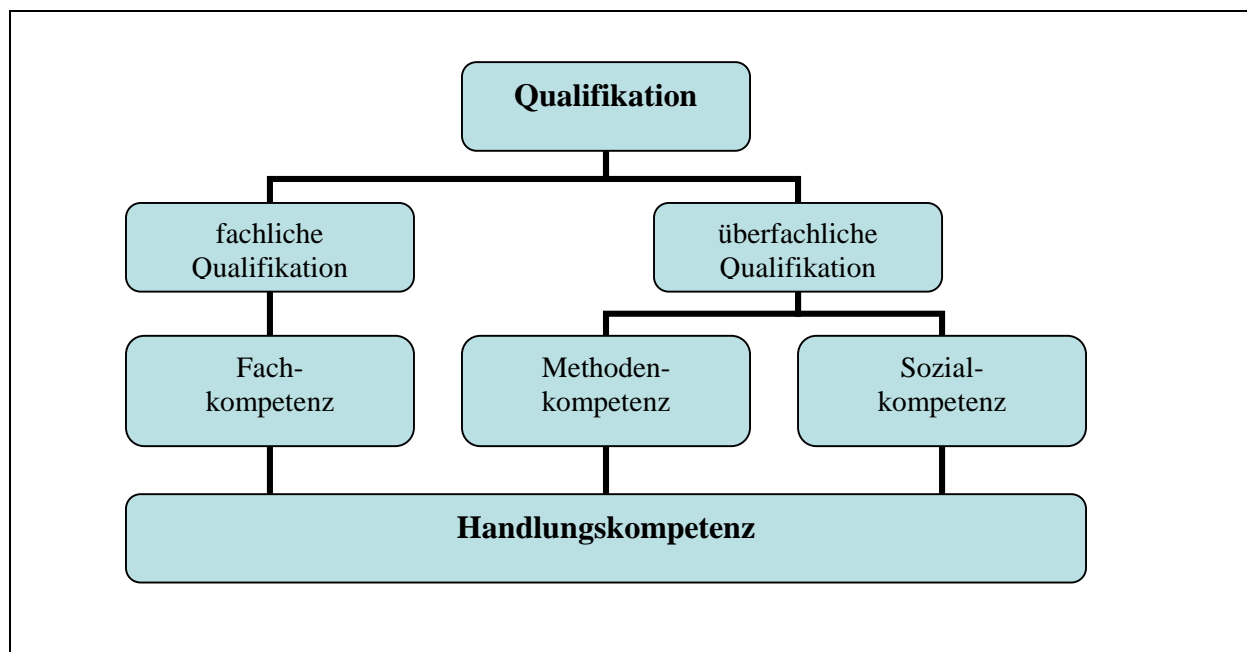 Qualifikation
fachliche
Qualifikation
überfachliche
Qualifikation
Fach-
kompetenz
Methoden-
kompetenz
Sozial-
kompetenz
Handlungskompetenz